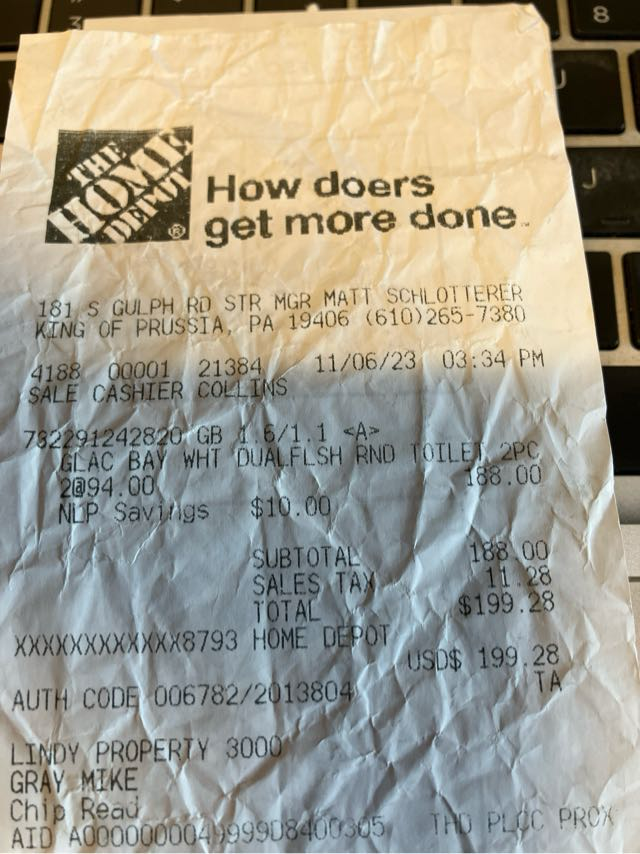 THE
HOME
DEPOT®
How doers
get more done™
181 S GULPH RD STR MGR MATT SCHLOTTERER
KING OF PRUSSIA, PA 19406 (610)265-7380
4188 00001 21384 11/06/23 03:34 PM
SALE CASHIER COLLINS
782291242820 GB 1.6/1.1 <A>
GLAC BAY WHT DUALFLSH RND TOILET 2PC
2@94.00 188.00
NLP Savings $10.00
SUBTOTAL 188.00
SALES TAX 11.28
TOTAL $199.28
XXXXXXXXXXXX8793 HOME DEPOT
USD$ 199.28
AUTH CODE 006782/2013804 TA
LINDY PROPERTY 3000
GRAY MIKE
Chip Read
AID A0000000049999D8400305 THD PLCC PROX
8
J